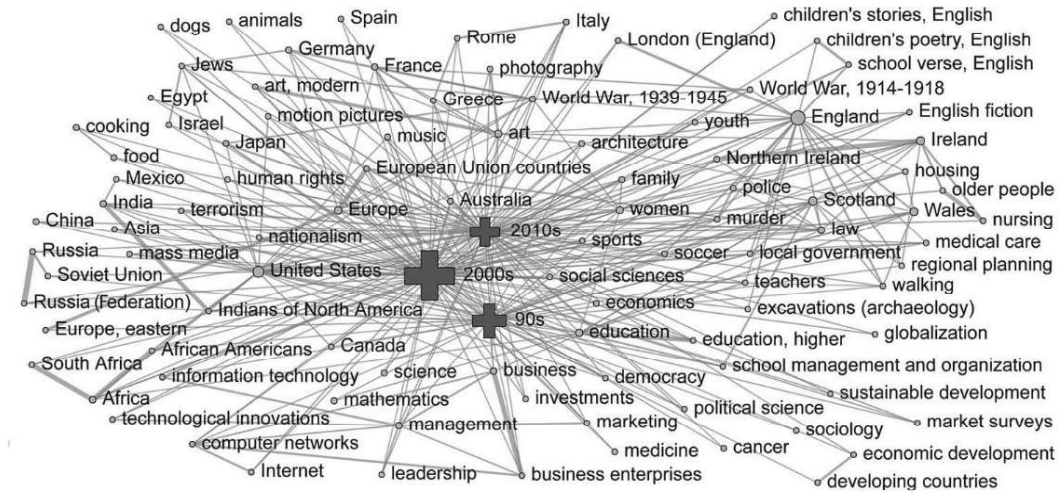 dogs
animals
Spain
Italy
children's stories, English
Rome
London (England)
children's poetry, English
Germany
Jews
France
photography
school verse, English
art, modern
World War, 1914-1918
Egypt
Greece
World War, 1939-1945
English fiction
motion pictures
England
cooking
Israel
music
art
youth
Japan
architecture
Ireland
food
European Union countries
Northern Ireland
housing
Mexico
human rights
family
police
older people
India
terrorism
Europe
Australia
women
murder
Scotland
Wales
nursing
China
Asia
nationalism
2010s
sports
law
Russia
mass media
soccer
local government
medical care
Soviet Union
United States
2000s
social sciences
teachers
regional planning
walking
Russia (Federation)
Indians of North America
economics
excavations (archaeology)
Europe, eastern
90s
education
education, higher
globalization
South Africa
African Americans
Canada
school management and organization
information technology
science
business
democracy
sustainable development
Africa
mathematics
investments
political science
technological innovations
management
marketing
sociology
market surveys
computer networks
medicine
cancer
economic development
Internet
leadership
business enterprises
developing countries